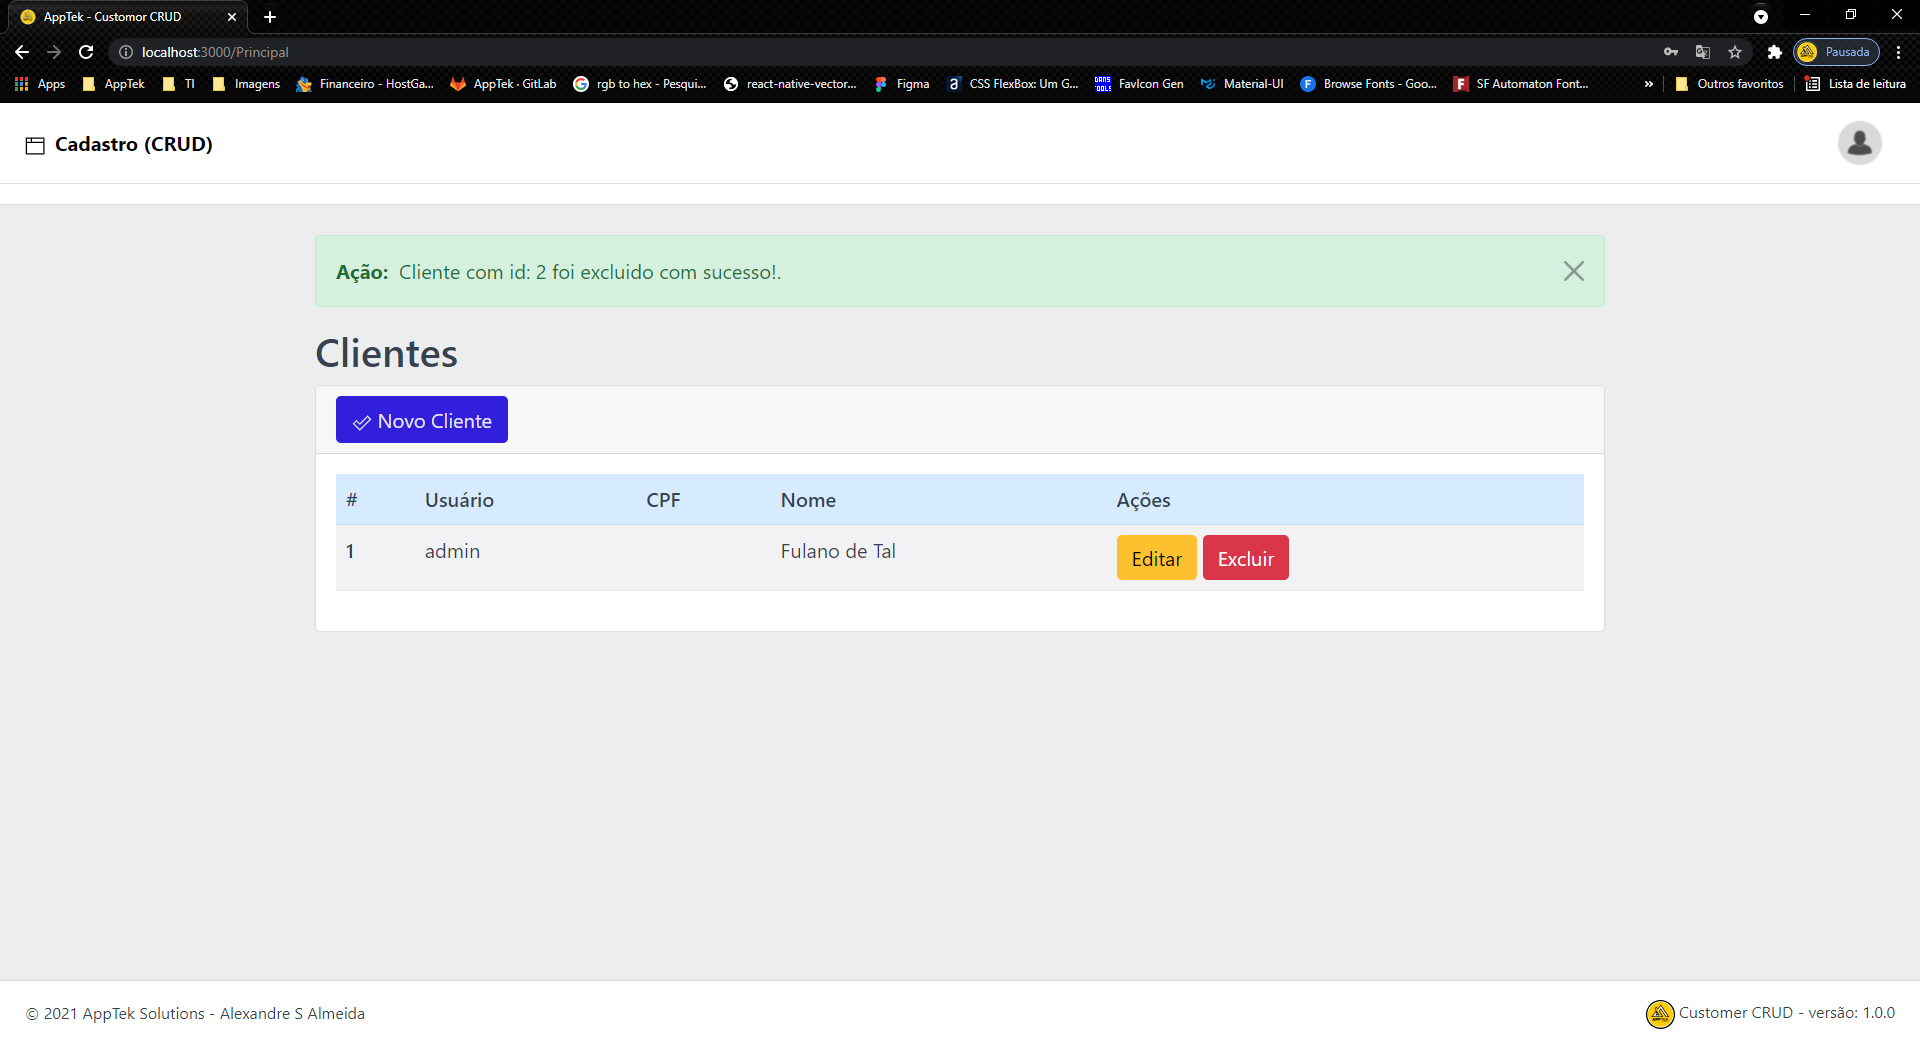 AppTek - Customor CRUD
localhost:3000/Principal
Pausada
Apps AppTek TI Imagens Financeiro - HostGa... AppTek · GitLab rgb to hex - Pesqui... react-native-vector... Figma CSS FlexBox: Um G... FavIcon Gen Material-UI Browse Fonts - Goo... SF Automaton Font... » Outros favoritos Lista de leitura
Cadastro (CRUD)
Ação: Cliente com id: 2 foi excluido com sucesso!.
Clientes
Novo Cliente
# Usuário CPF Nome Ações
1 admin Fulano de Tal Editar Excluir
© 2021 AppTek Solutions - Alexandre S Almeida
Customer CRUD - versão: 1.0.0